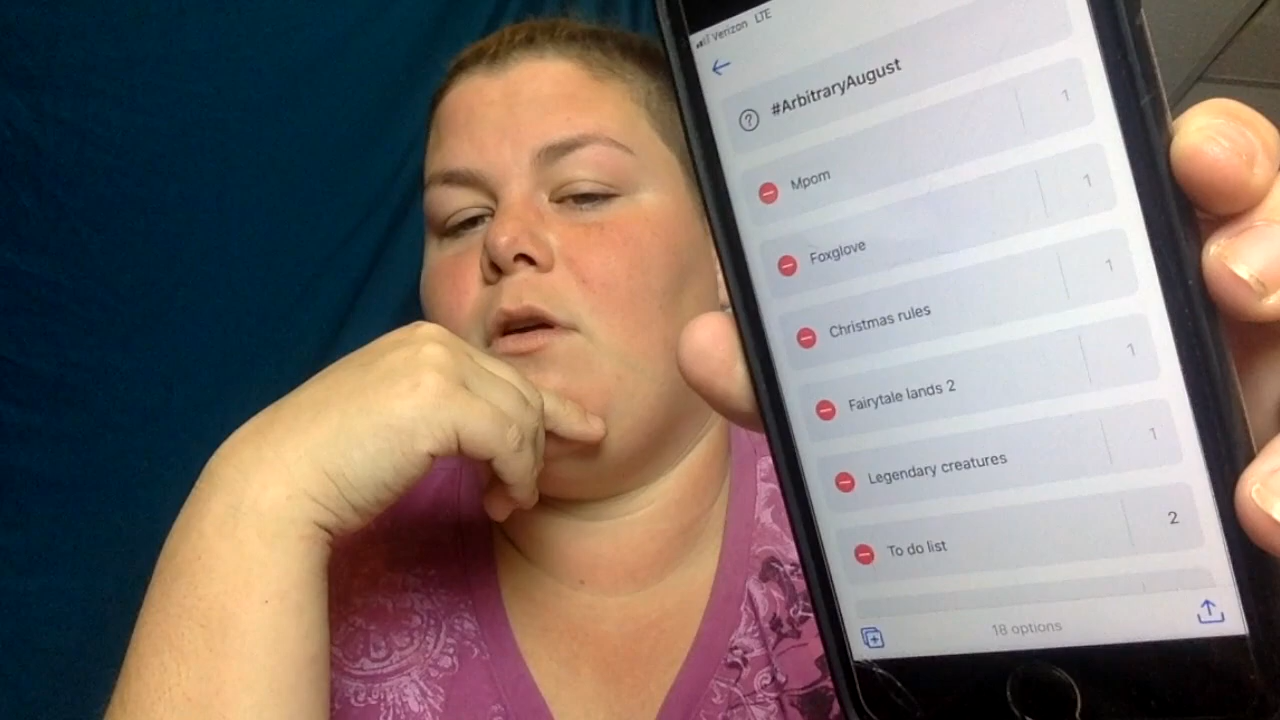 Verizon LTE
#ArbitraryAugust
Mpom 1
Foxglove 1
Christmas rules 1
Fairytale lands 2 1
Legendary creatures 1
To do list 2
18 options